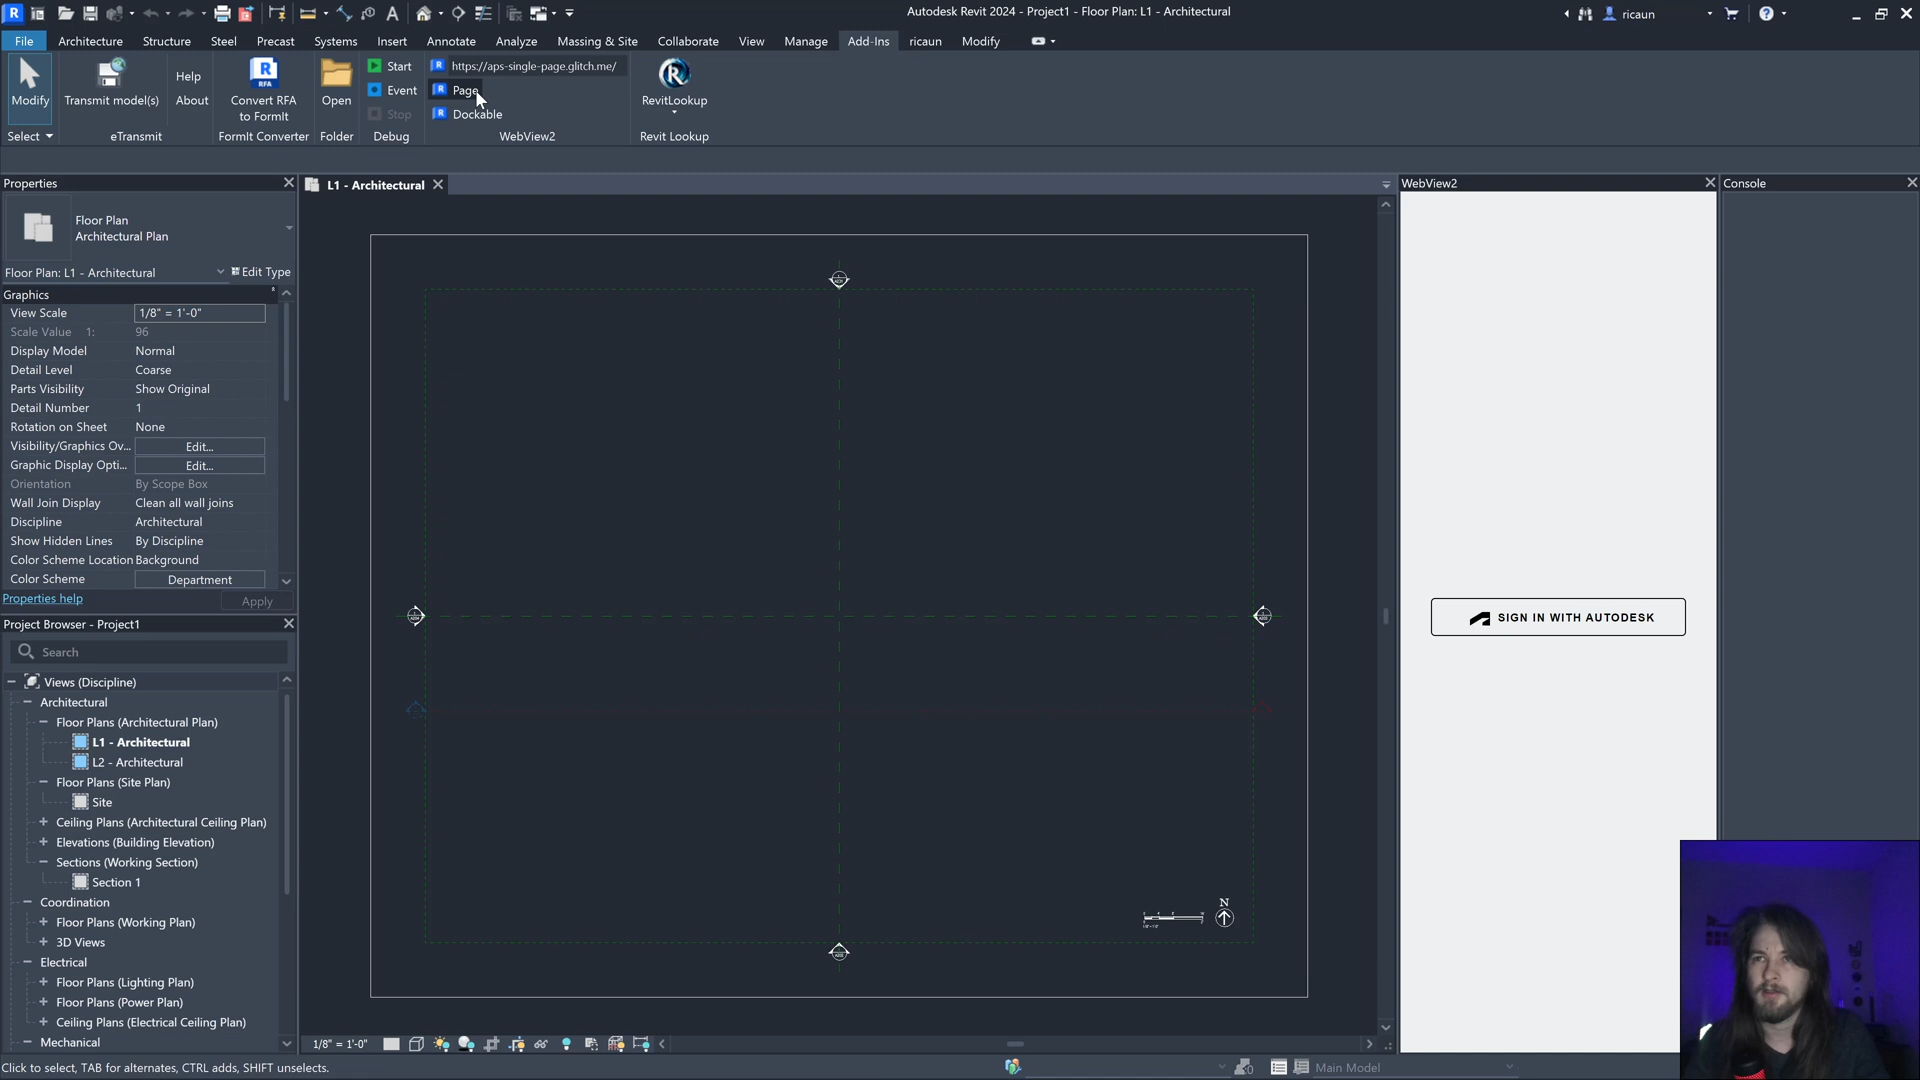 Autodesk Revit 2024 - Project1 - Floor Plan: L1 - Architectural
ricaun
File
Architecture
Structure
Steel
Precast
Systems
Insert
Annotate
Analyze
Massing & Site
Collaborate
View
Manage
Add-Ins
ricaun
Modify
Modify
Select
Transmit model(s)
Help
About
eTransmit
Convert RFA
to FormIt
FormIt Converter
Open
Folder
Start
Event
Stop
Debug
https://aps-single-page.glitch.me/
Page
Dockable
WebView2
RevitLookup
Revit Lookup
Properties
Floor Plan
Architectural Plan
Floor Plan: L1 - Architectural
Edit Type
Graphics
View Scale 1/8" = 1'-0"
Scale Value 1: 96
Display Model Normal
Detail Level Coarse
Parts Visibility Show Original
Detail Number 1
Rotation on Sheet None
Visibility/Graphics Ov... Edit...
Graphic Display Opti... Edit...
Orientation By Scope Box
Wall Join Display Clean all wall joins
Discipline Architectural
Show Hidden Lines By Discipline
Color Scheme Location Background
Color Scheme Department
Properties help
Apply
Project Browser - Project1
Search
Views (Discipline)
Architectural
Floor Plans (Architectural Plan)
L1 - Architectural
L2 - Architectural
Floor Plans (Site Plan)
Site
Ceiling Plans (Architectural Ceiling Plan)
Elevations (Building Elevation)
Sections (Working Section)
Section 1
Coordination
Floor Plans (Working Plan)
3D Views
Electrical
Floor Plans (Lighting Plan)
Floor Plans (Power Plan)
Ceiling Plans (Electrical Ceiling Plan)
Mechanical
L1 - Architectural
N
1/8" = 1'-0"
WebView2
SIGN IN WITH AUTODESK
Console
Click to select, TAB for alternates, CTRL adds, SHIFT unselects.
Main Model